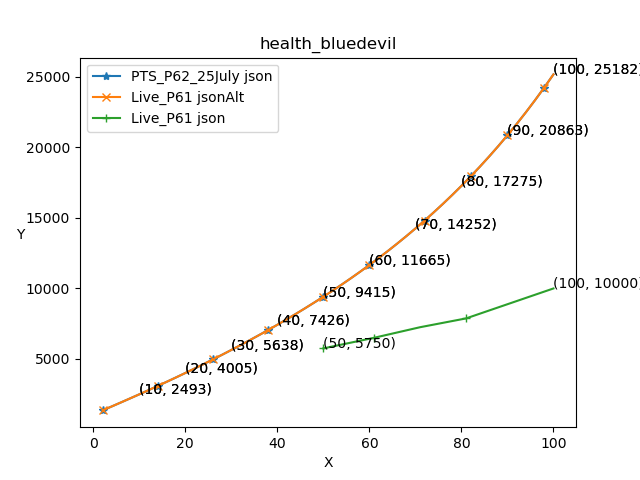 health_bluedevil
PTS_P62_25July json
Live_P61 jsonAlt
Live_P61 json
(100, 25182)
(90, 20863)
(80, 17275)
(70, 14252)
(60, 11665)
(50, 9415)
(40, 7426)
(30, 5638)
(20, 4005)
(10, 2493)
(100, 10000)
(50, 5750)
25000
20000
15000
10000
5000
Y
0 20 40 60 80 100
X